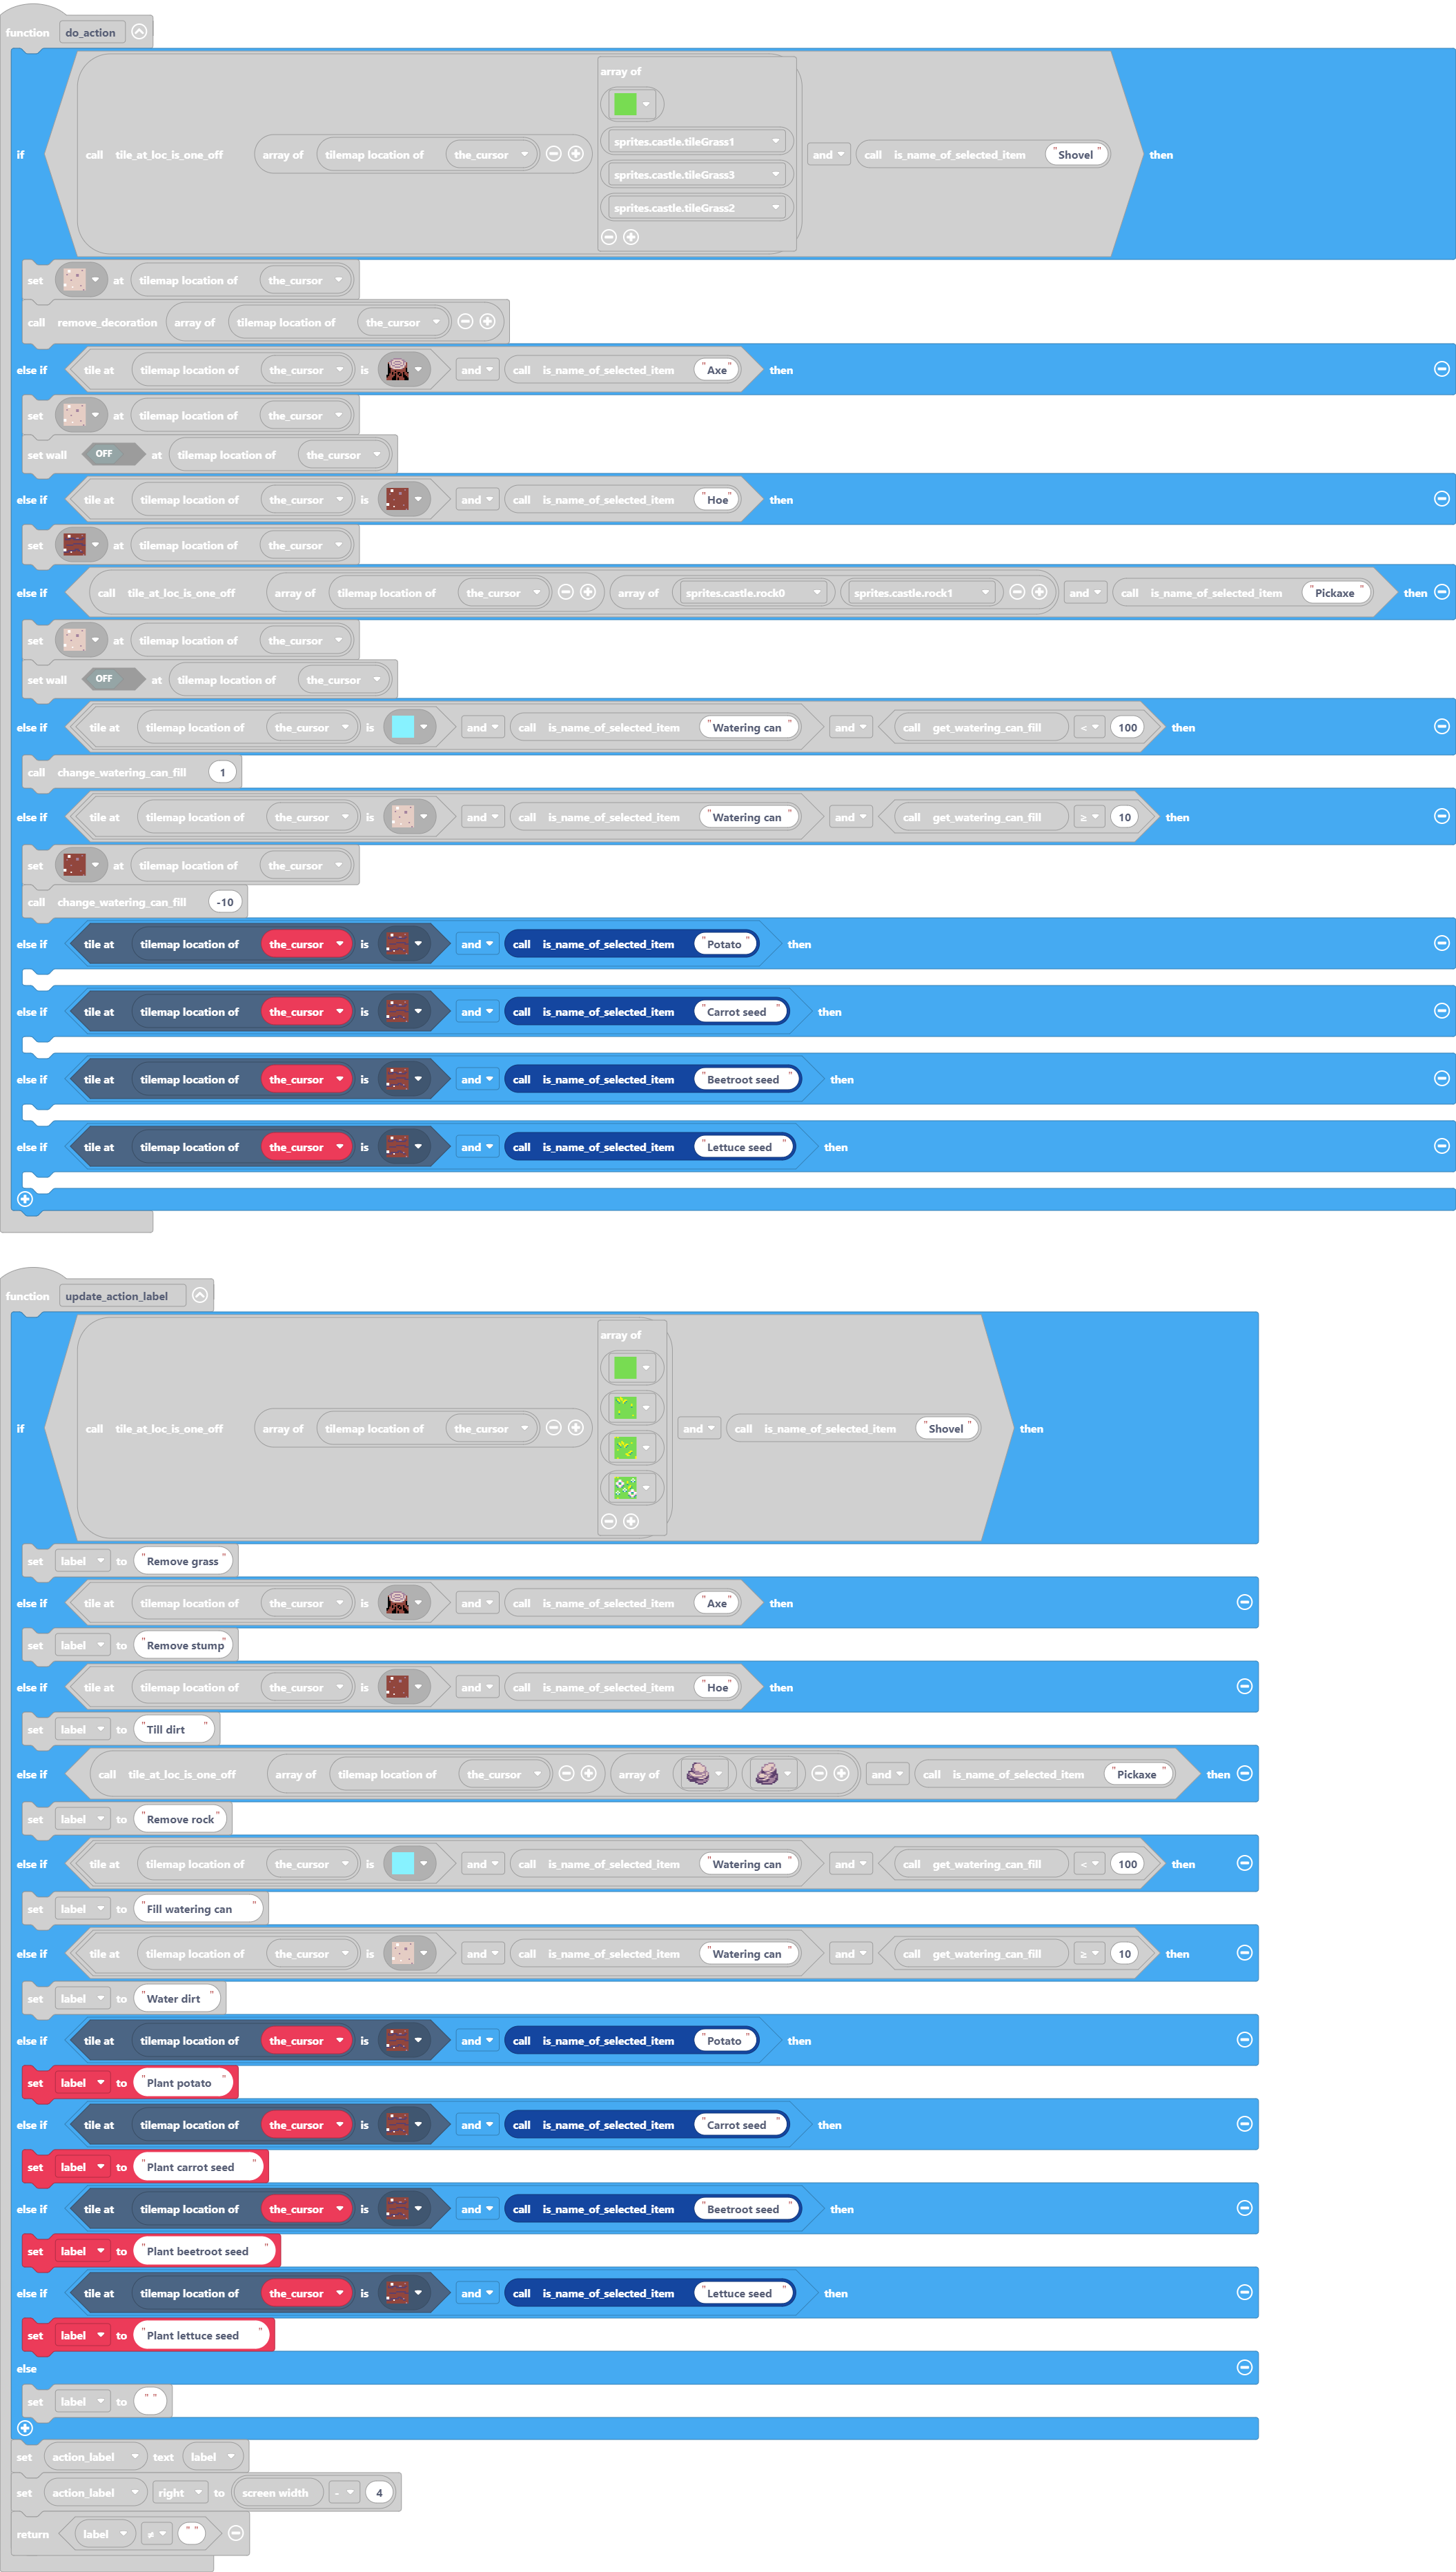 function do_action
array of
sprites.castle.tileGrass1
if call tile_at_loc_is_one_off array of tilemap location of the_cursor and call is_name_of_selected_item "Shovel" then
sprites.castle.tileGrass3
sprites.castle.tileGrass2
set at tilemap location of the_cursor
call remove_decoration array of tilemap location of the_cursor
else if tile at tilemap location of the_cursor is and call is_name_of_selected_item "Axe" then
set at tilemap location of the_cursor
set wall OFF at tilemap location of the_cursor
else if tile at tilemap location of the_cursor is and call is_name_of_selected_item "Hoe" then
set at tilemap location of the_cursor
else if call tile_at_loc_is_one_off array of tilemap location of the_cursor array of sprites.castle.rock0 sprites.castle.rock1 and call is_name_of_selected_item "Pickaxe" then
set at tilemap location of the_cursor
set wall OFF at tilemap location of the_cursor
else if tile at tilemap location of the_cursor is and call is_name_of_selected_item "Watering can" and call get_watering_can_fill < 100 then
call change_watering_can_fill 1
else if tile at tilemap location of the_cursor is and call is_name_of_selected_item "Watering can" and call get_watering_can_fill ≥ 10 then
set at tilemap location of the_cursor
call change_watering_can_fill -10
else if tile at tilemap location of the_cursor is and call is_name_of_selected_item "Potato" then
else if tile at tilemap location of the_cursor is and call is_name_of_selected_item "Carrot seed" then
else if tile at tilemap location of the_cursor is and call is_name_of_selected_item "Beetroot seed" then
else if tile at tilemap location of the_cursor is and call is_name_of_selected_item "Lettuce seed" then
function update_action_label
array of
if call tile_at_loc_is_one_off array of tilemap location of the_cursor and call is_name_of_selected_item "Shovel" then
set label to "Remove grass"
else if tile at tilemap location of the_cursor is and call is_name_of_selected_item "Axe" then
set label to "Remove stump"
else if tile at tilemap location of the_cursor is and call is_name_of_selected_item "Hoe" then
set label to "Till dirt"
else if call tile_at_loc_is_one_off array of tilemap location of the_cursor array of and call is_name_of_selected_item "Pickaxe" then
set label to "Remove rock"
else if tile at tilemap location of the_cursor is and call is_name_of_selected_item "Watering can" and call get_watering_can_fill < 100 then
set label to "Fill watering can"
else if tile at tilemap location of the_cursor is and call is_name_of_selected_item "Watering can" and call get_watering_can_fill ≥ 10 then
set label to "Water dirt"
else if tile at tilemap location of the_cursor is and call is_name_of_selected_item "Potato" then
set label to "Plant potato"
else if tile at tilemap location of the_cursor is and call is_name_of_selected_item "Carrot seed" then
set label to "Plant carrot seed"
else if tile at tilemap location of the_cursor is and call is_name_of_selected_item "Beetroot seed" then
set label to "Plant beetroot seed"
else if tile at tilemap location of the_cursor is and call is_name_of_selected_item "Lettuce seed" then
set label to "Plant lettuce seed"
else
set label to ""
set action_label text label
set action_label right to screen width - 4
return label ≠ ""